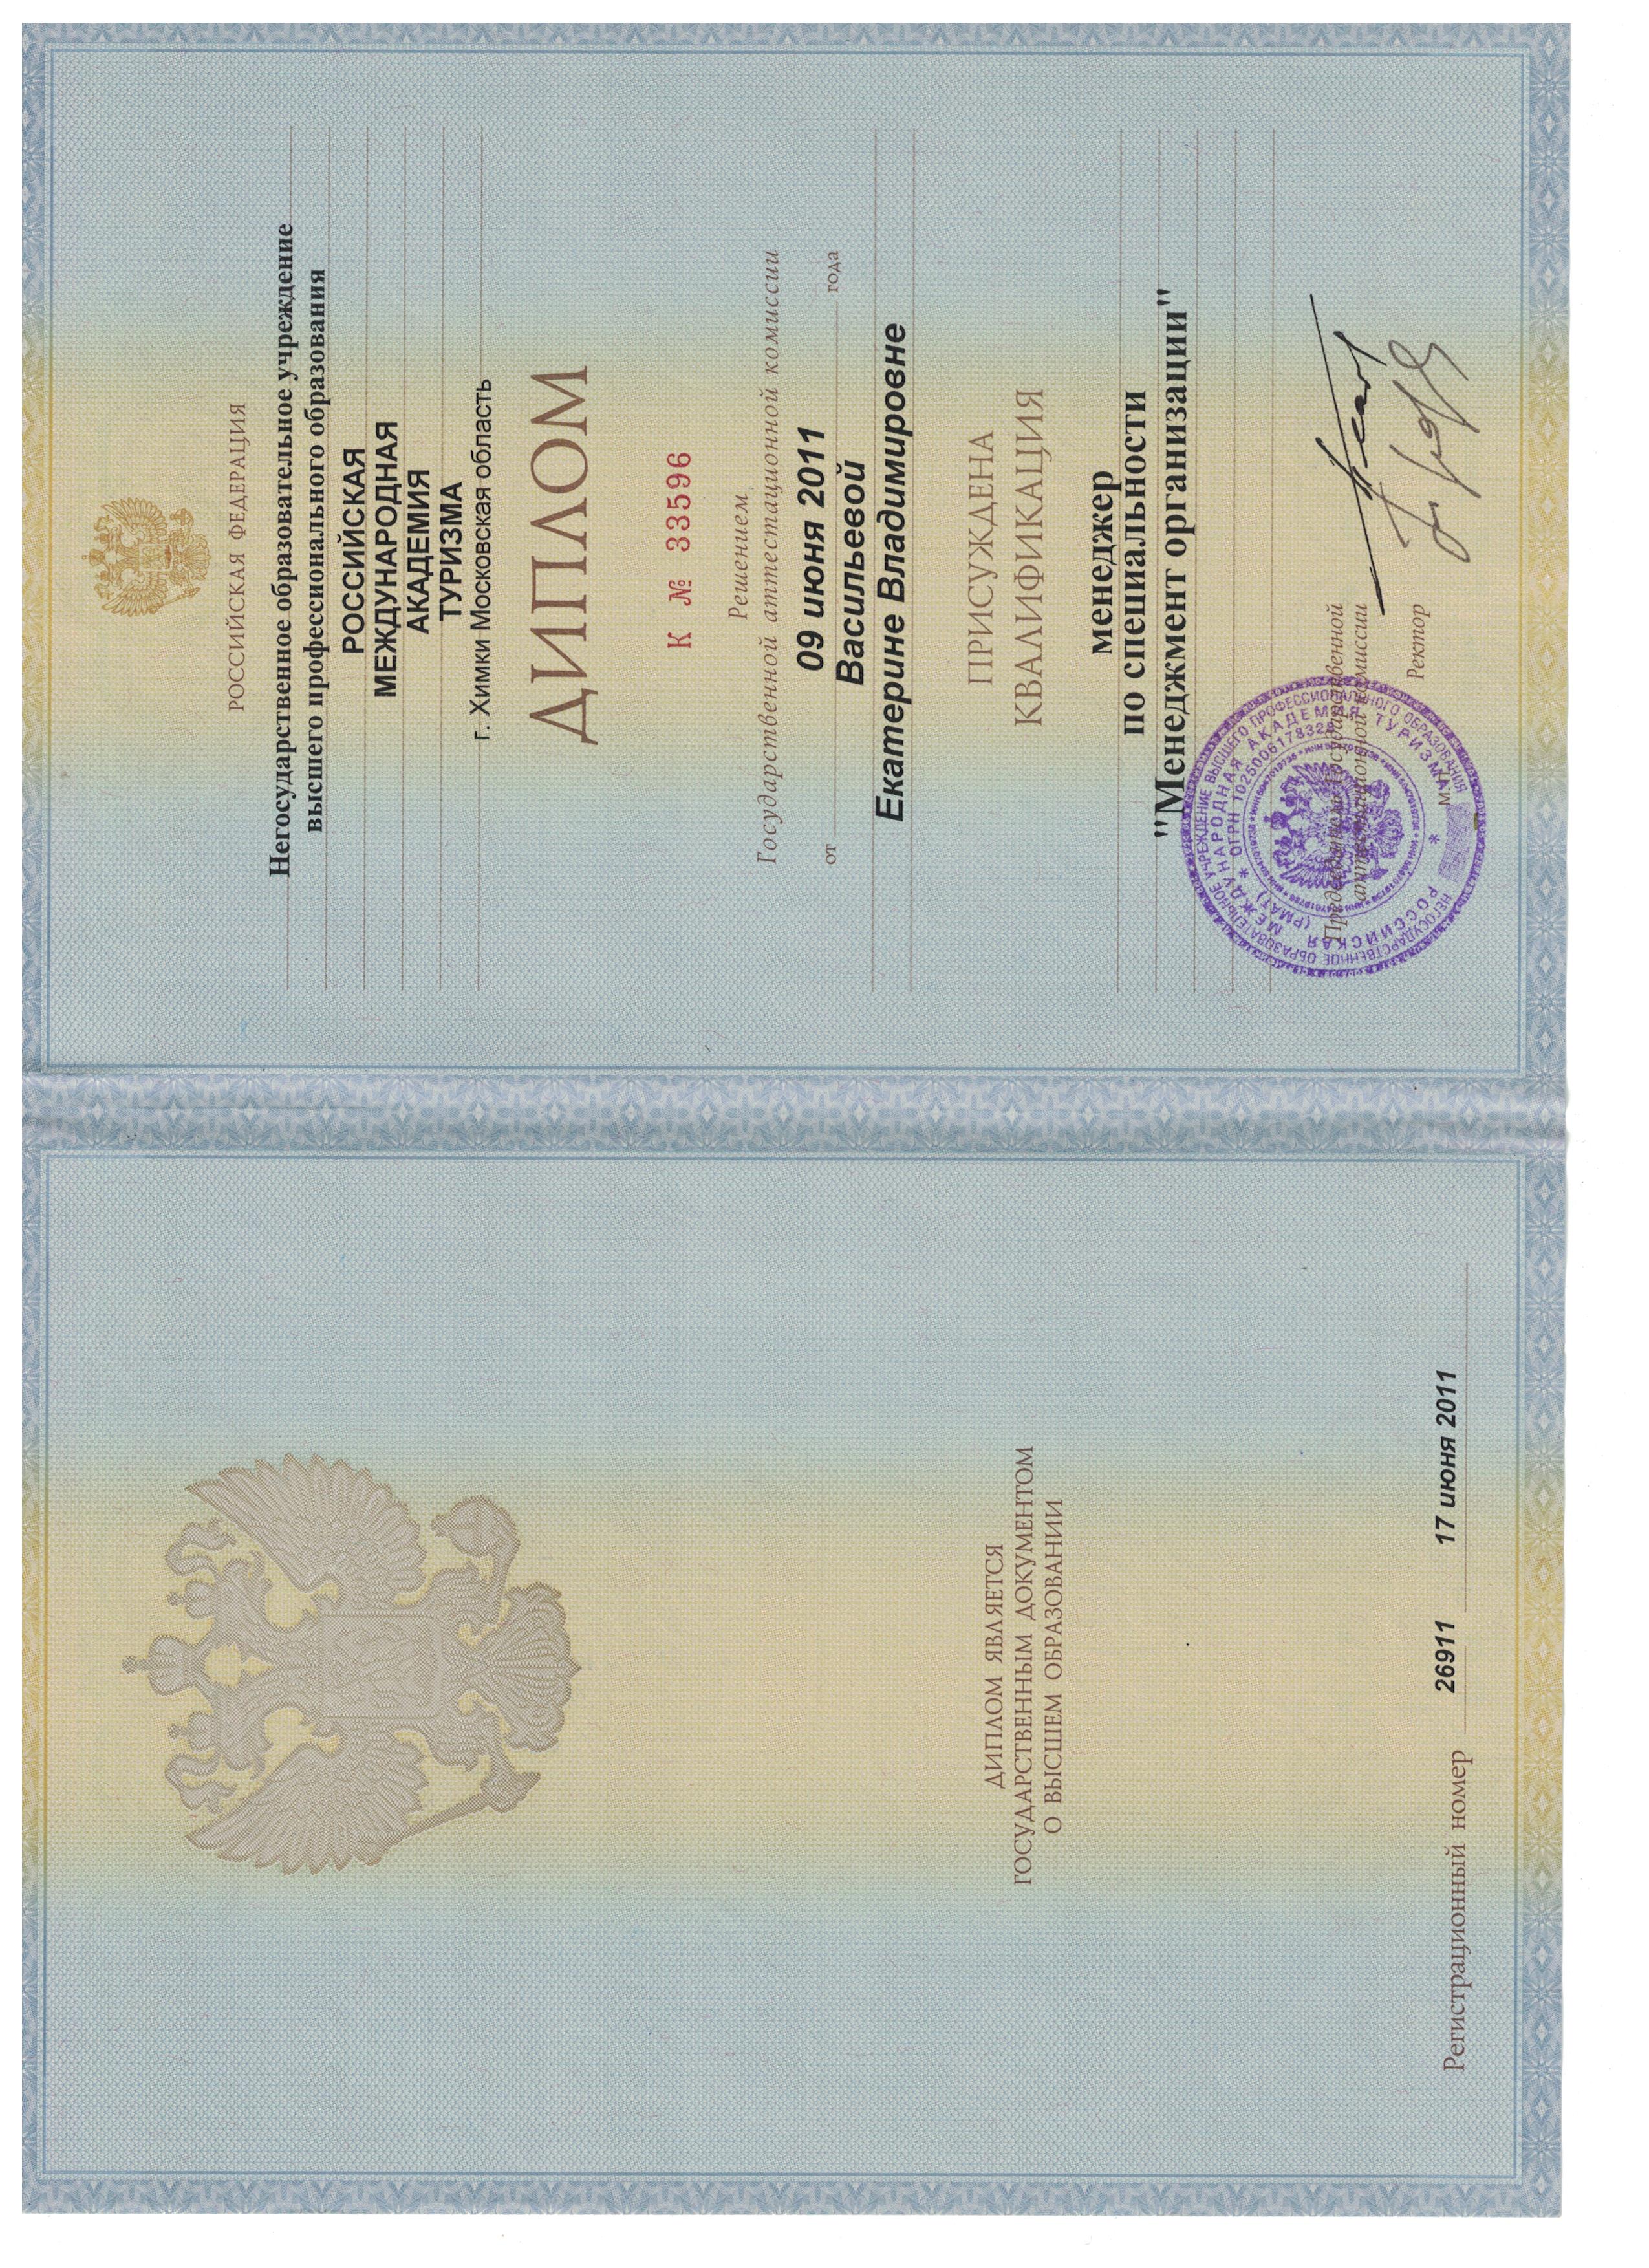 ДИПЛОМ ЯВЛЯЕТСЯ
ГОСУДАРСТВЕННЫМ ДОКУМЕНТОМ
О ВЫСШЕМ ОБРАЗОВАНИИ
Регистрационный номер 26911 17 июня 2011
РОССИЙСКАЯ ФЕДЕРАЦИЯ
Негосударственное образовательное учреждение
высшего профессионального образования
РОССИЙСКАЯ
МЕЖДУНАРОДНАЯ
АКАДЕМИЯ
ТУРИЗМА
г. Химки Московская область
ДИПЛОМ
К № 33596
Решением
Государственной аттестационной комиссии
от 09 июня 2011 года
Васильевой
Екатерине Владимировне
ПРИСУЖДЕНА
КВАЛИФИКАЦИЯ
менеджер
по специальности
"Менеджмент организации"
Председатель Государственной
аттестационной комиссии
Ректор
М.П.
НЕГОСУДАРСТВЕННОЕ ОБРАЗОВАТЕЛЬНОЕ УЧРЕЖДЕНИЕ ВЫСШЕГО ПРОФЕССИОНАЛЬНОГО ОБРАЗОВАНИЯ
РОССИЙСКАЯ МЕЖДУНАРОДНАЯ АКАДЕМИЯ ТУРИЗМА *
(РМАТ) * ОГРН